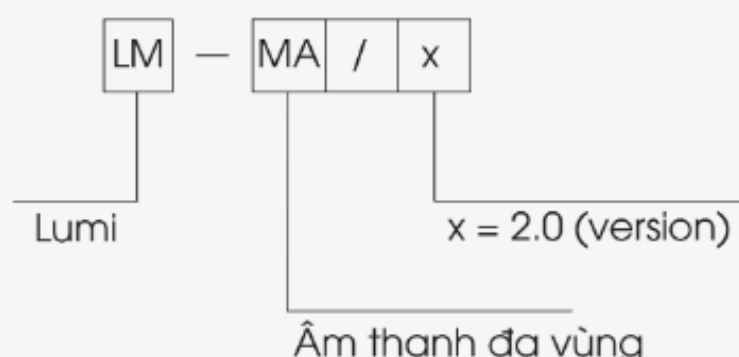 LM — MA / x
Lumi
x = 2.0 (version)
Âm thanh đa vùng